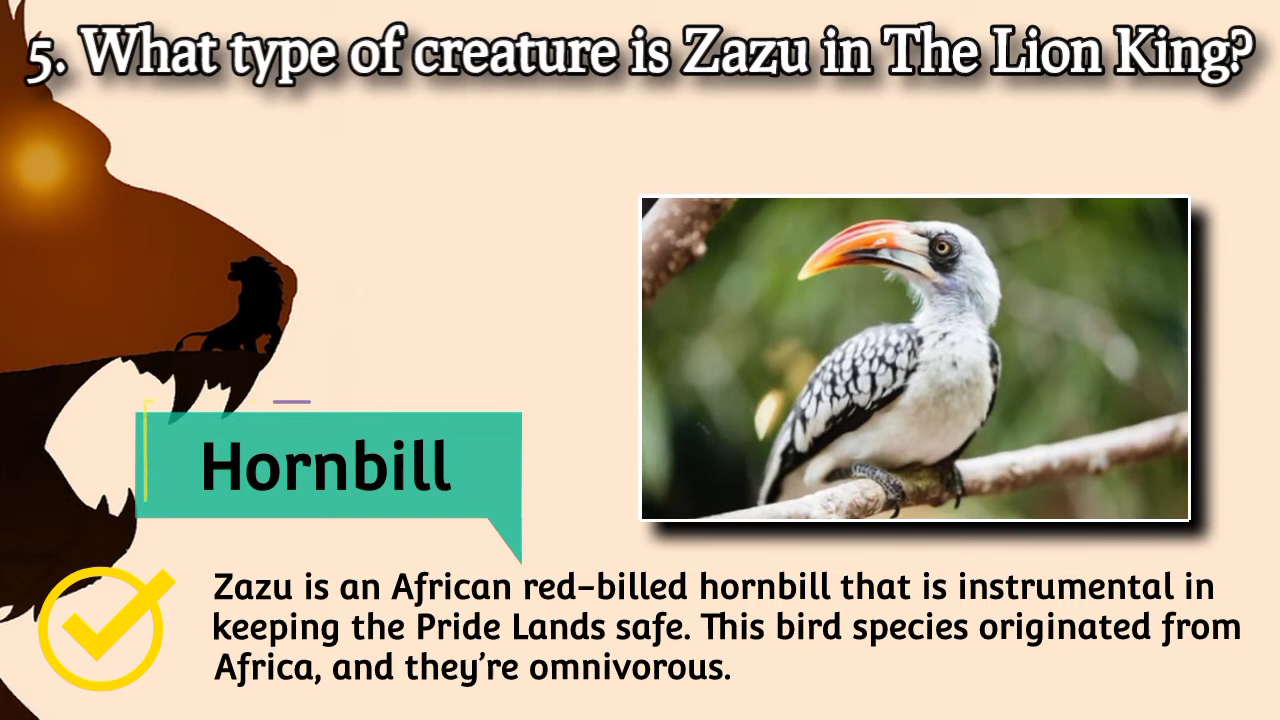 5. What type of creature is Zazu in The Lion King?
Hornbill
Zazu is an African red-billed hornbill that is instrumental in
keeping the Pride Lands safe. This bird species originated from
Africa, and they're omnivorous.